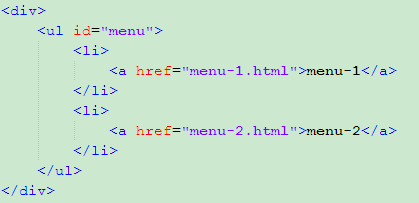 <div>
    <ul id="menu">
        <li>
            <a href="menu-1.html">menu-1</a>
        </li>
        <li>
            <a href="menu-2.html">menu-2</a>
        </li>
    </ul>
</div>